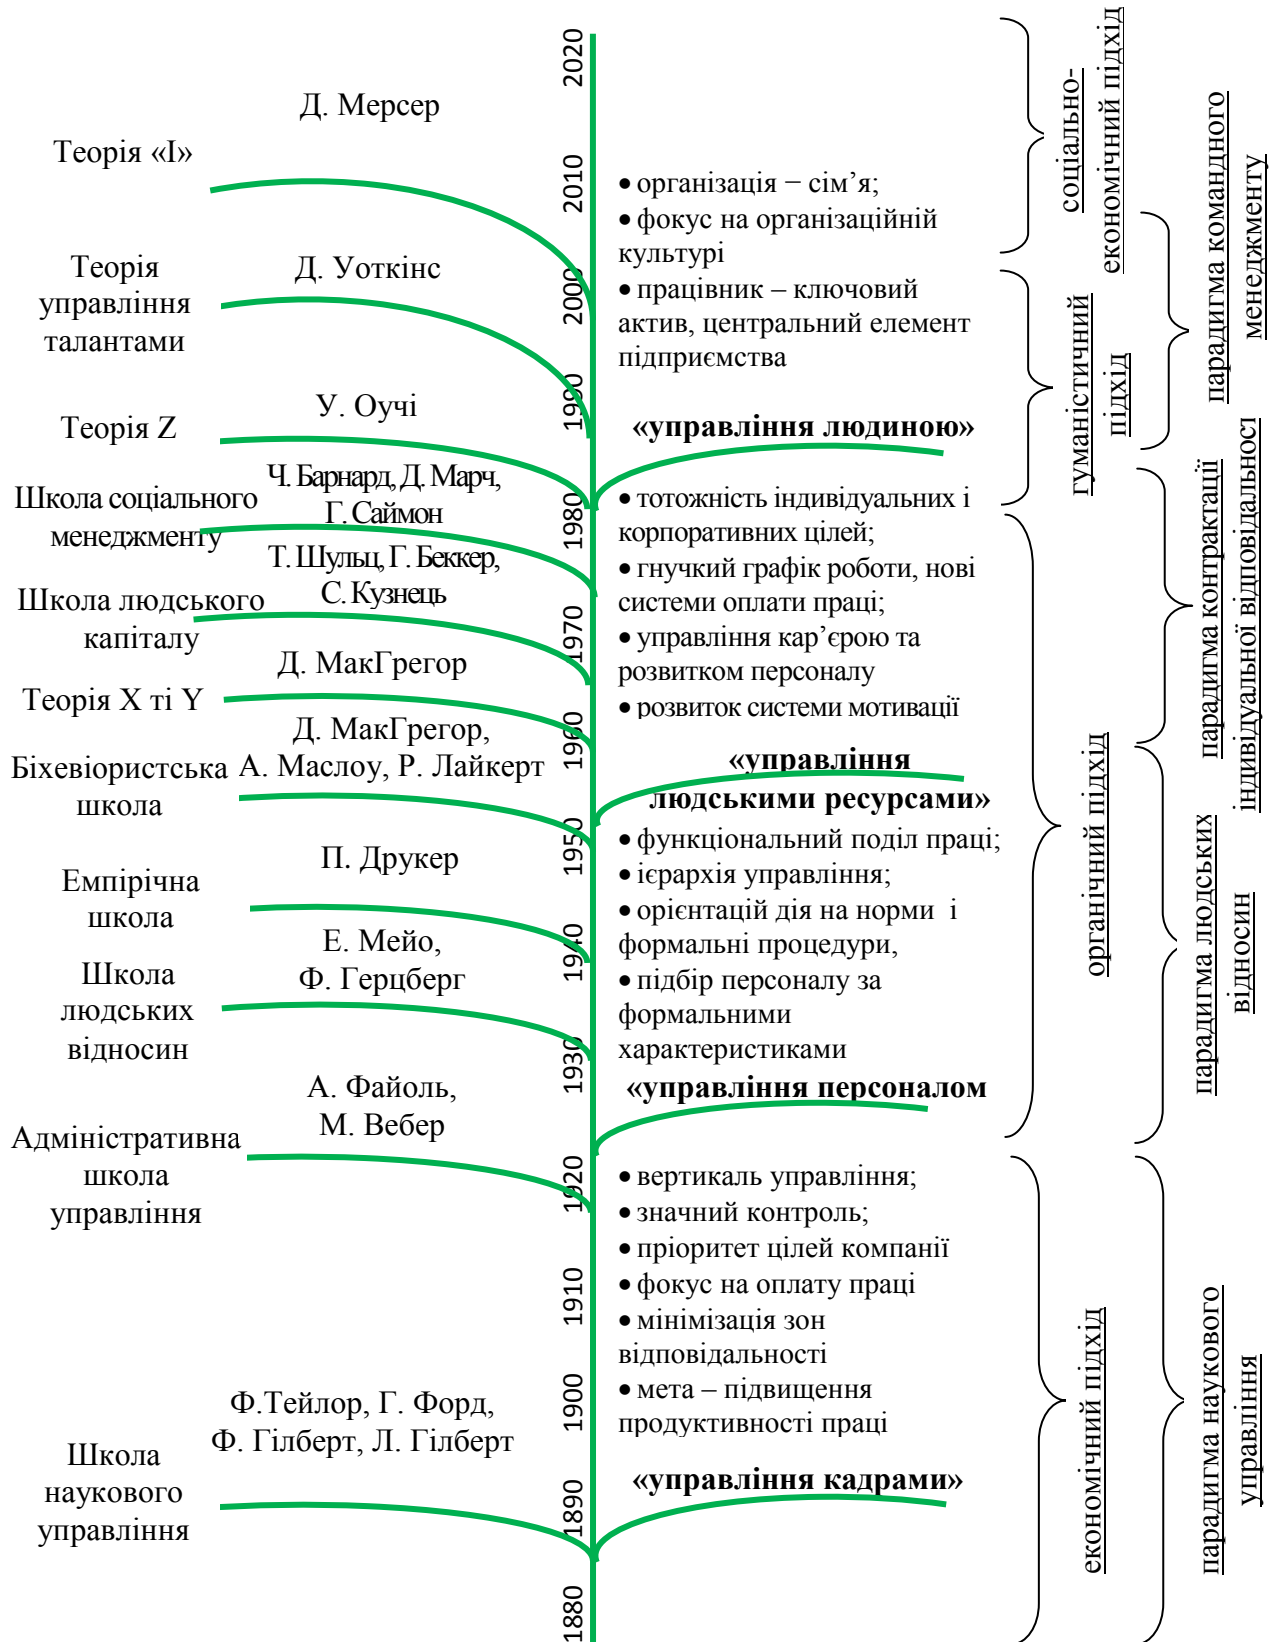 2020
2010
2000
1990
1980
1970
1960
1950
1940
1930
1920
1910
1900
1890
1880
Д. Мерсер
Теорія «І»
Теорія
управління
талантами
Д. Уоткінс
У. Оучі
Теорія Z
Ч. Барнард, Д. Марч,
Г. Саймон
Школа соціального
менеджменту
Т. Шульц, Г. Беккер,
С. Кузнець
Школа людського
капіталу
Д. МакГрегор
Теорія X ті Y
Д. МакГрегор,
А. Маслоу, Р. Лайкерт
Біхевіористська
школа
П. Друкер
Емпірічна
школа
Е. Мейо,
Ф. Герцберг
Школа
людських
відносин
А. Файоль,
М. Вебер
Адміністративна
школа
управління
Ф.Тейлор, Г. Форд,
Ф. Гілберт, Л. Гілберт
Школа
наукового
управління
• організація − сім’я;
• фокус на організаційній
культурі
• працівник – ключовий
актив, центральний елемент
підприємства
«управління людиною»
• тотожність індивідуальних і
корпоративних цілей;
• гнучкий графік роботи, нові
системи оплати праці;
• управління кар’єрою та
розвитком персоналу
• розвиток системи мотивації
«управління
людськими ресурсами»
• функціональний поділ праці;
• ієрархія управління;
• орієнтацій дія на норми і
формальні процедури,
• підбір персоналу за
формальними
характеристиками
«управління персоналом
• вертикаль управління;
• значний контроль;
• пріоритет цілей компанії
• фокус на оплату праці
• мінімізація зон
відповідальності
• мета – підвищення
продуктивності праці
«управління кадрами»
соціально-
економічний підхід
гуманістичний
підхід
органічний підхід
економічний підхід
парадигма командного
менеджменту
парадигма контрактації
індивідуальної відповідальності
парадигма людських
відносин
парадигма наукового
управління